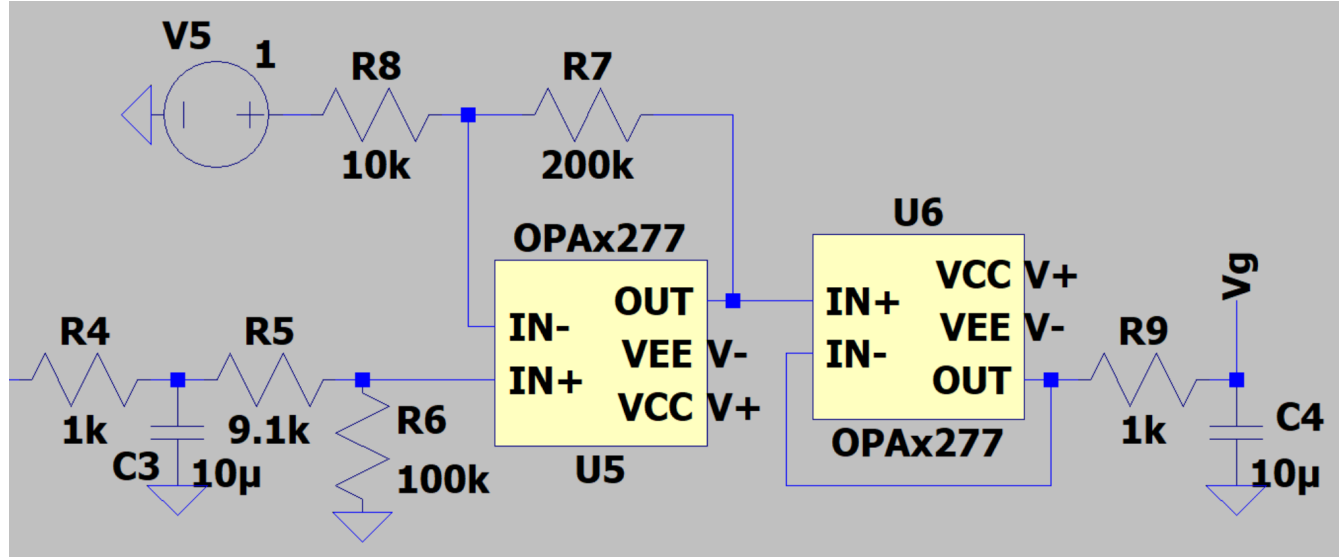 V5
1
R8
10k
R7
200k
OPAx277
IN-
IN+
OUT
VEE V-
VCC V+
U5
R4
1k
C3
10µ
R5
9.1k
R6
100k
U6
IN+
IN-
VCC V+
VEE V-
OUT
OPAx277
R9
1k
Vg
C4
10µ